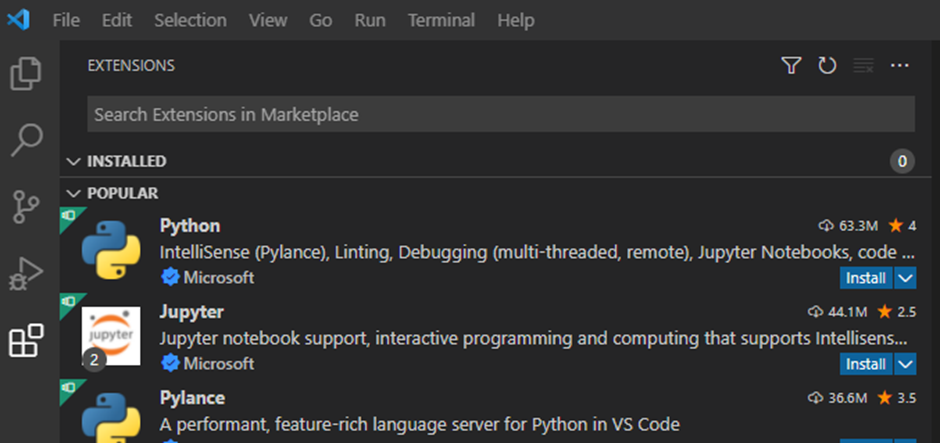 File Edit Selection View Go Run Terminal Help
EXTENSIONS
Search Extensions in Marketplace
INSTALLED 0
POPULAR
Python 63.3M 4
IntelliSense (Pylance), Linting, Debugging (multi-threaded, remote), Jupyter Notebooks, code ...
Microsoft Install
Jupyter 44.1M 2.5
jupyter
Jupyter notebook support, interactive programming and computing that supports Intellisens...
2
Microsoft Install
Pylance 36.6M 3.5
A performant, feature-rich language server for Python in VS Code